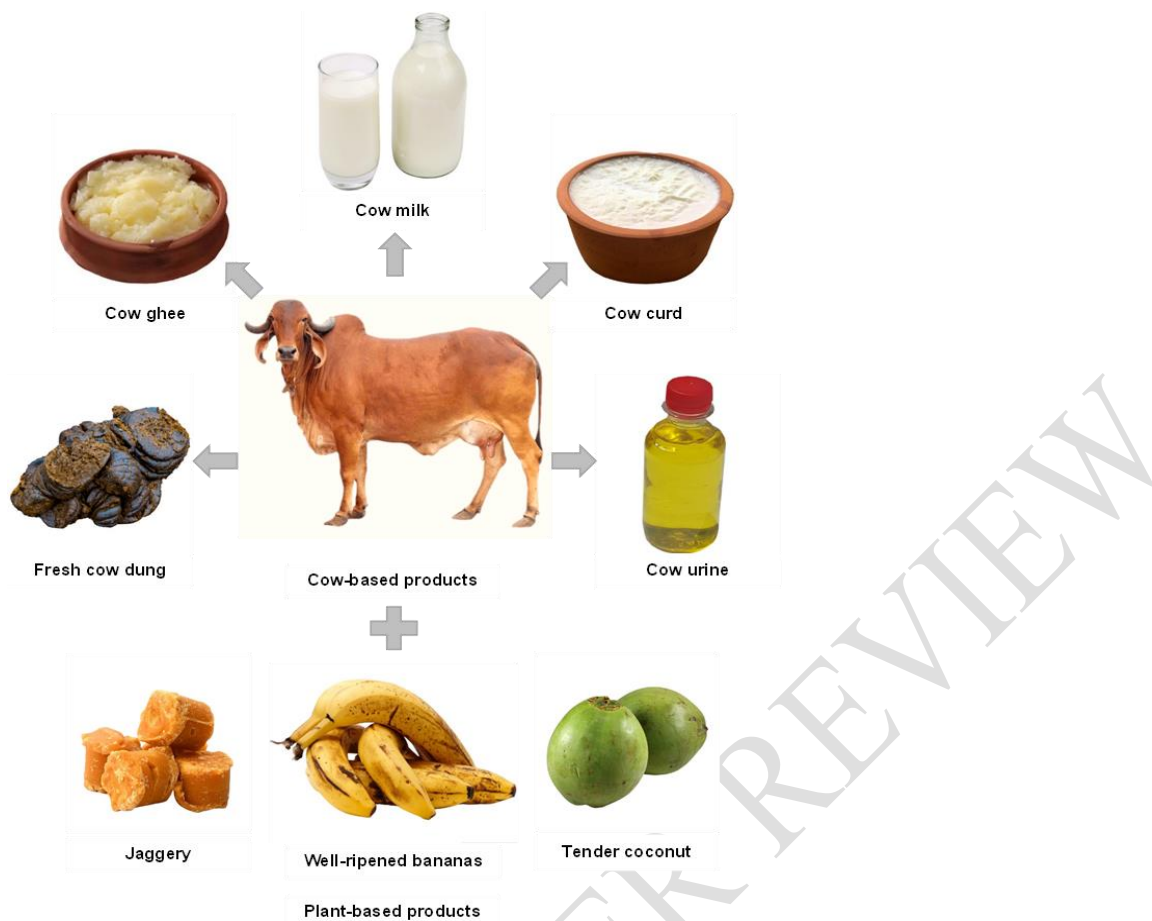 Cow milk
Cow ghee
Cow curd
Fresh cow dung
Cow urine
Cow-based products
Jaggery
Well-ripened bananas
Tender coconut
Plant-based products
ER REVIEW